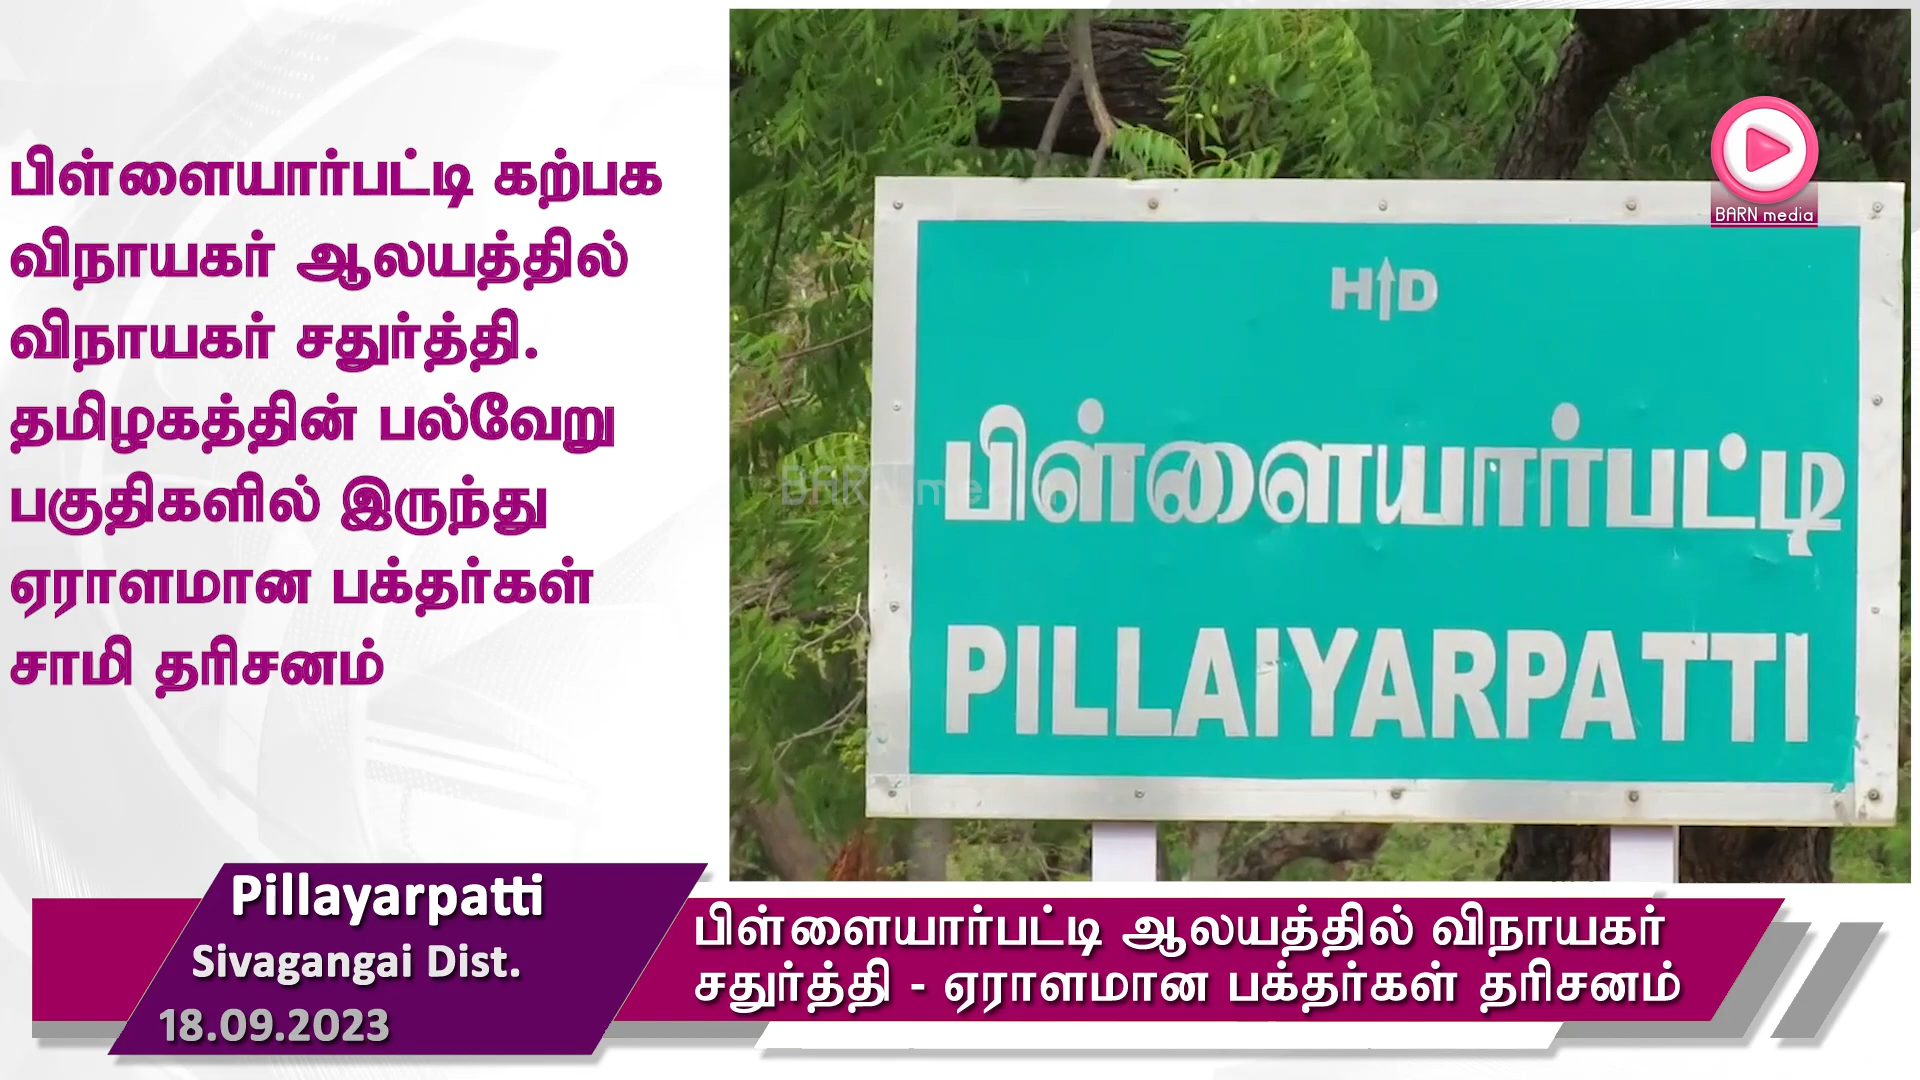 பிள்ளையார்பட்டி கற்பக
விநாயகர் ஆலயத்தில்
விநாயகர் சதுர்த்தி.
தமிழகத்தின் பல்வேறு
பகுதிகளில் இருந்து
ஏராளமான பக்தர்கள்
சாமி தரிசனம்
BARN media
H↑D
பிள்ளையார்பட்டி
BARN media
PILLAIYARPATTI
Pillayarpatti
Sivagangai Dist.
18.09.2023
பிள்ளையார்பட்டி ஆலயத்தில் விநாயகர்
சதுர்த்தி - ஏராளமான பக்தர்கள் தரிசனம்